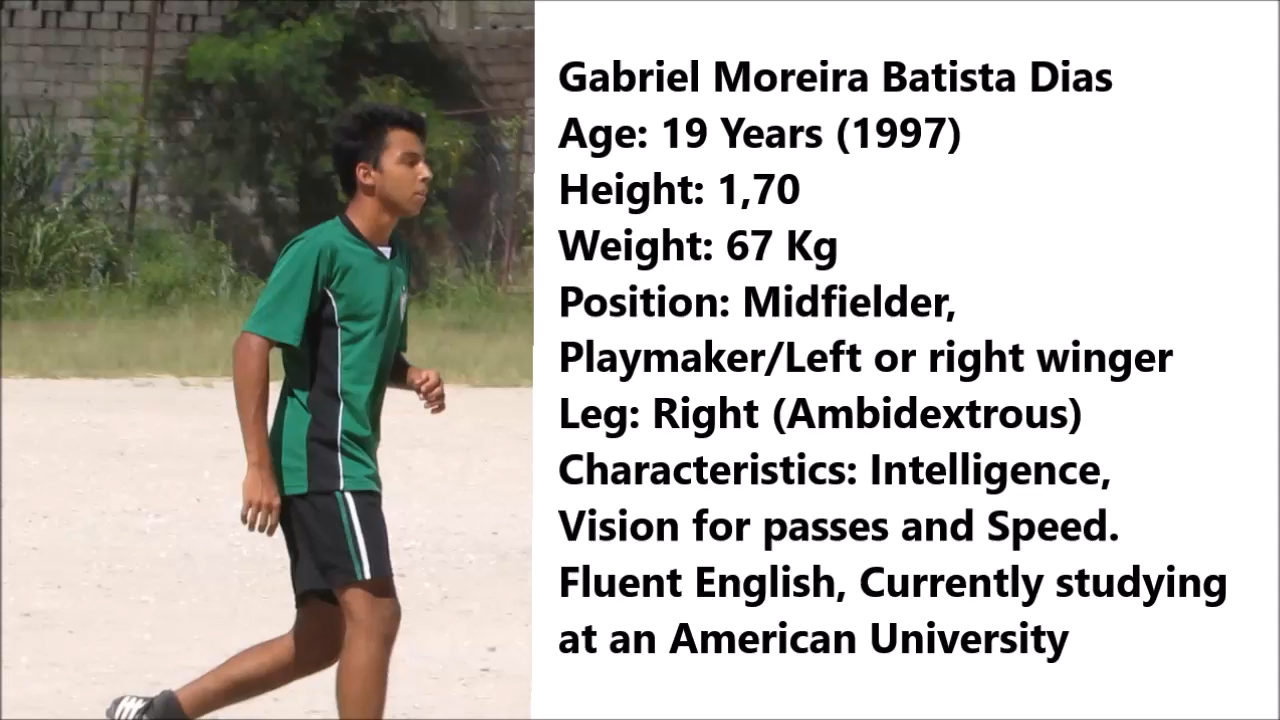 Gabriel Moreira Batista Dias
Age: 19 Years (1997)
Height: 1,70
Weight: 67 Kg
Position: Midfielder,
Playmaker/Left or right winger
Leg: Right (Ambidextrous)
Characteristics: Intelligence,
Vision for passes and Speed.
Fluent English, Currently studying
at an American University